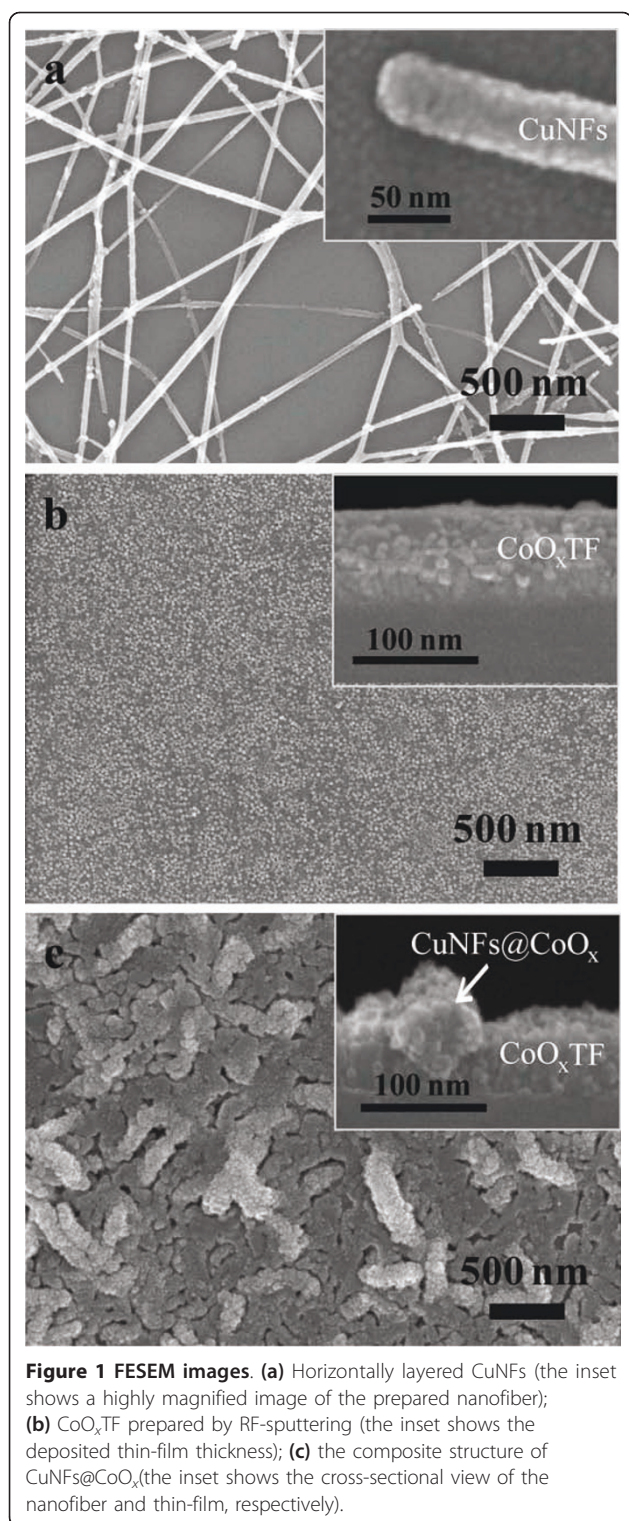 a
CuNFs
50 nm
500 nm
b
CoOₓTF
100 nm
500 nm
c
CuNFs@CoOₓ
CoOₓTF
100 nm
500 nm
Figure 1 FESEM images. (a) Horizontally layered CuNFs (the inset
shows a highly magnified image of the prepared nanofiber);
(b) CoOₓTF prepared by RF-sputtering (the inset shows the
deposited thin-film thickness); (c) the composite structure of
CuNFs@CoOₓ(the inset shows the cross-sectional view of the
nanofiber and thin-film, respectively).